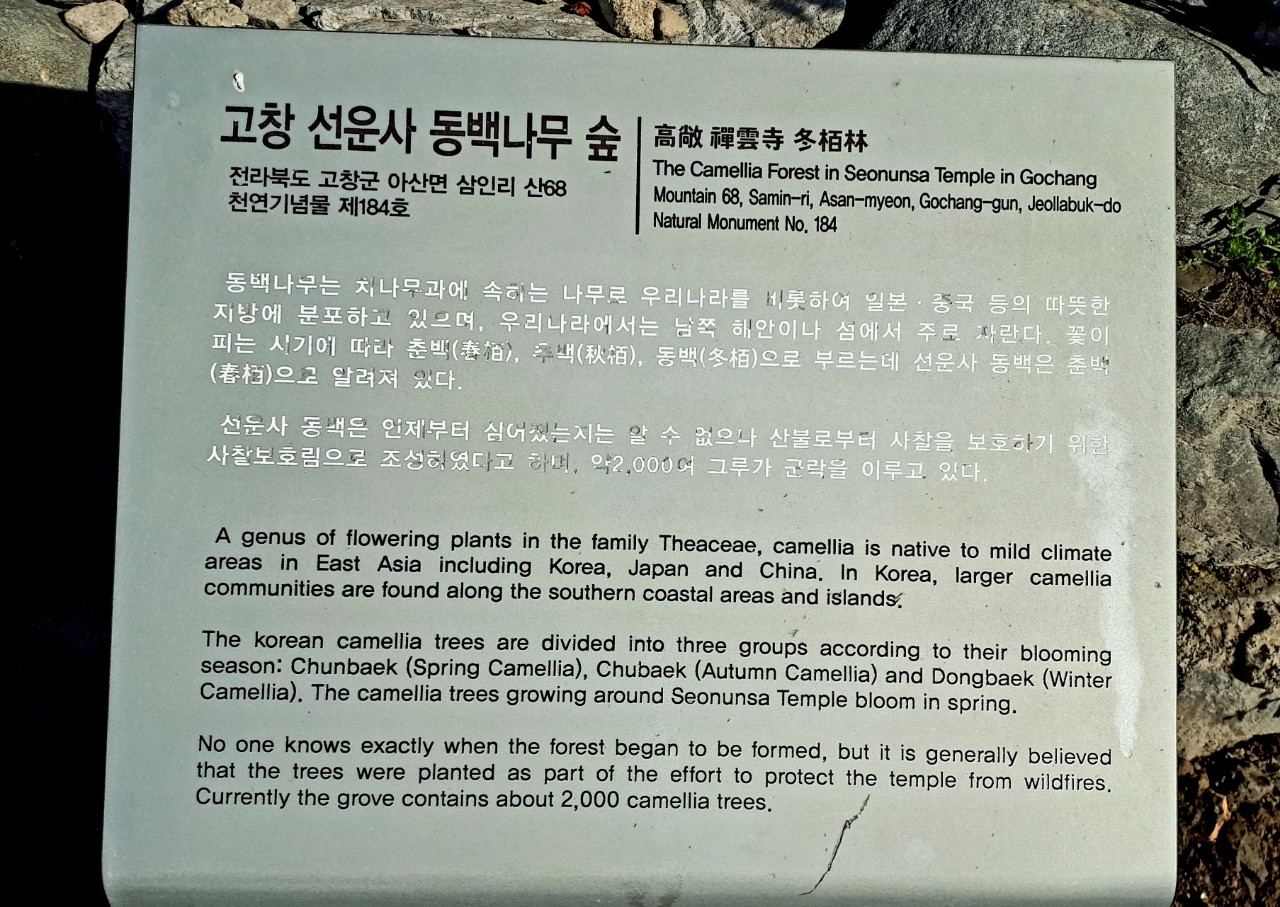 고창 선운사 동백나무 숲
전라북도 고창군 아산면 삼인리 산68
천연기념물 제184호
高敞 禪雲寺 冬栢林
The Camellia Forest in Seonunsa Temple in Gochang
Mountain 68, Samin-ri, Asan-myeon, Gochang-gun, Jeollabuk-do
Natural Monument No. 184
동백나무는 차나무과에 속하는 나무로 우리나라를 비롯하여 일본·중국 등의 따뜻한
지방에 분포하고 있으며, 우리나라에서는 남쪽 해안이나 섬에서 주로 자란다. 꽃이
피는 시기에 따라 춘백(春栢), 추백(秋栢), 동백(冬栢)으로 부르는데 선운사 동백은 춘백
(春栢)으로 알려져 있다.
선운사 동백은 언제부터 심어졌는지는 알 수 없으나 산불로부터 사찰을 보호하기 위한
사찰보호림으로 조성하였다고 하며, 약2,000여 그루가 군락을 이루고 있다.
A genus of flowering plants in the family Theaceae, camellia is native to mild climate
areas in East Asia including Korea, Japan and China. In Korea, larger camellia
communities are found along the southern coastal areas and islands.
The korean camellia trees are divided into three groups according to their blooming
season: Chunbaek (Spring Camellia), Chubaek (Autumn Camellia) and Dongbaek (Winter
Camellia). The camellia trees growing around Seonunsa Temple bloom in spring.
No one knows exactly when the forest began to be formed, but it is generally believed
that the trees were planted as part of the effort to protect the temple from wildfires.
Currently the grove contains about 2,000 camellia trees.